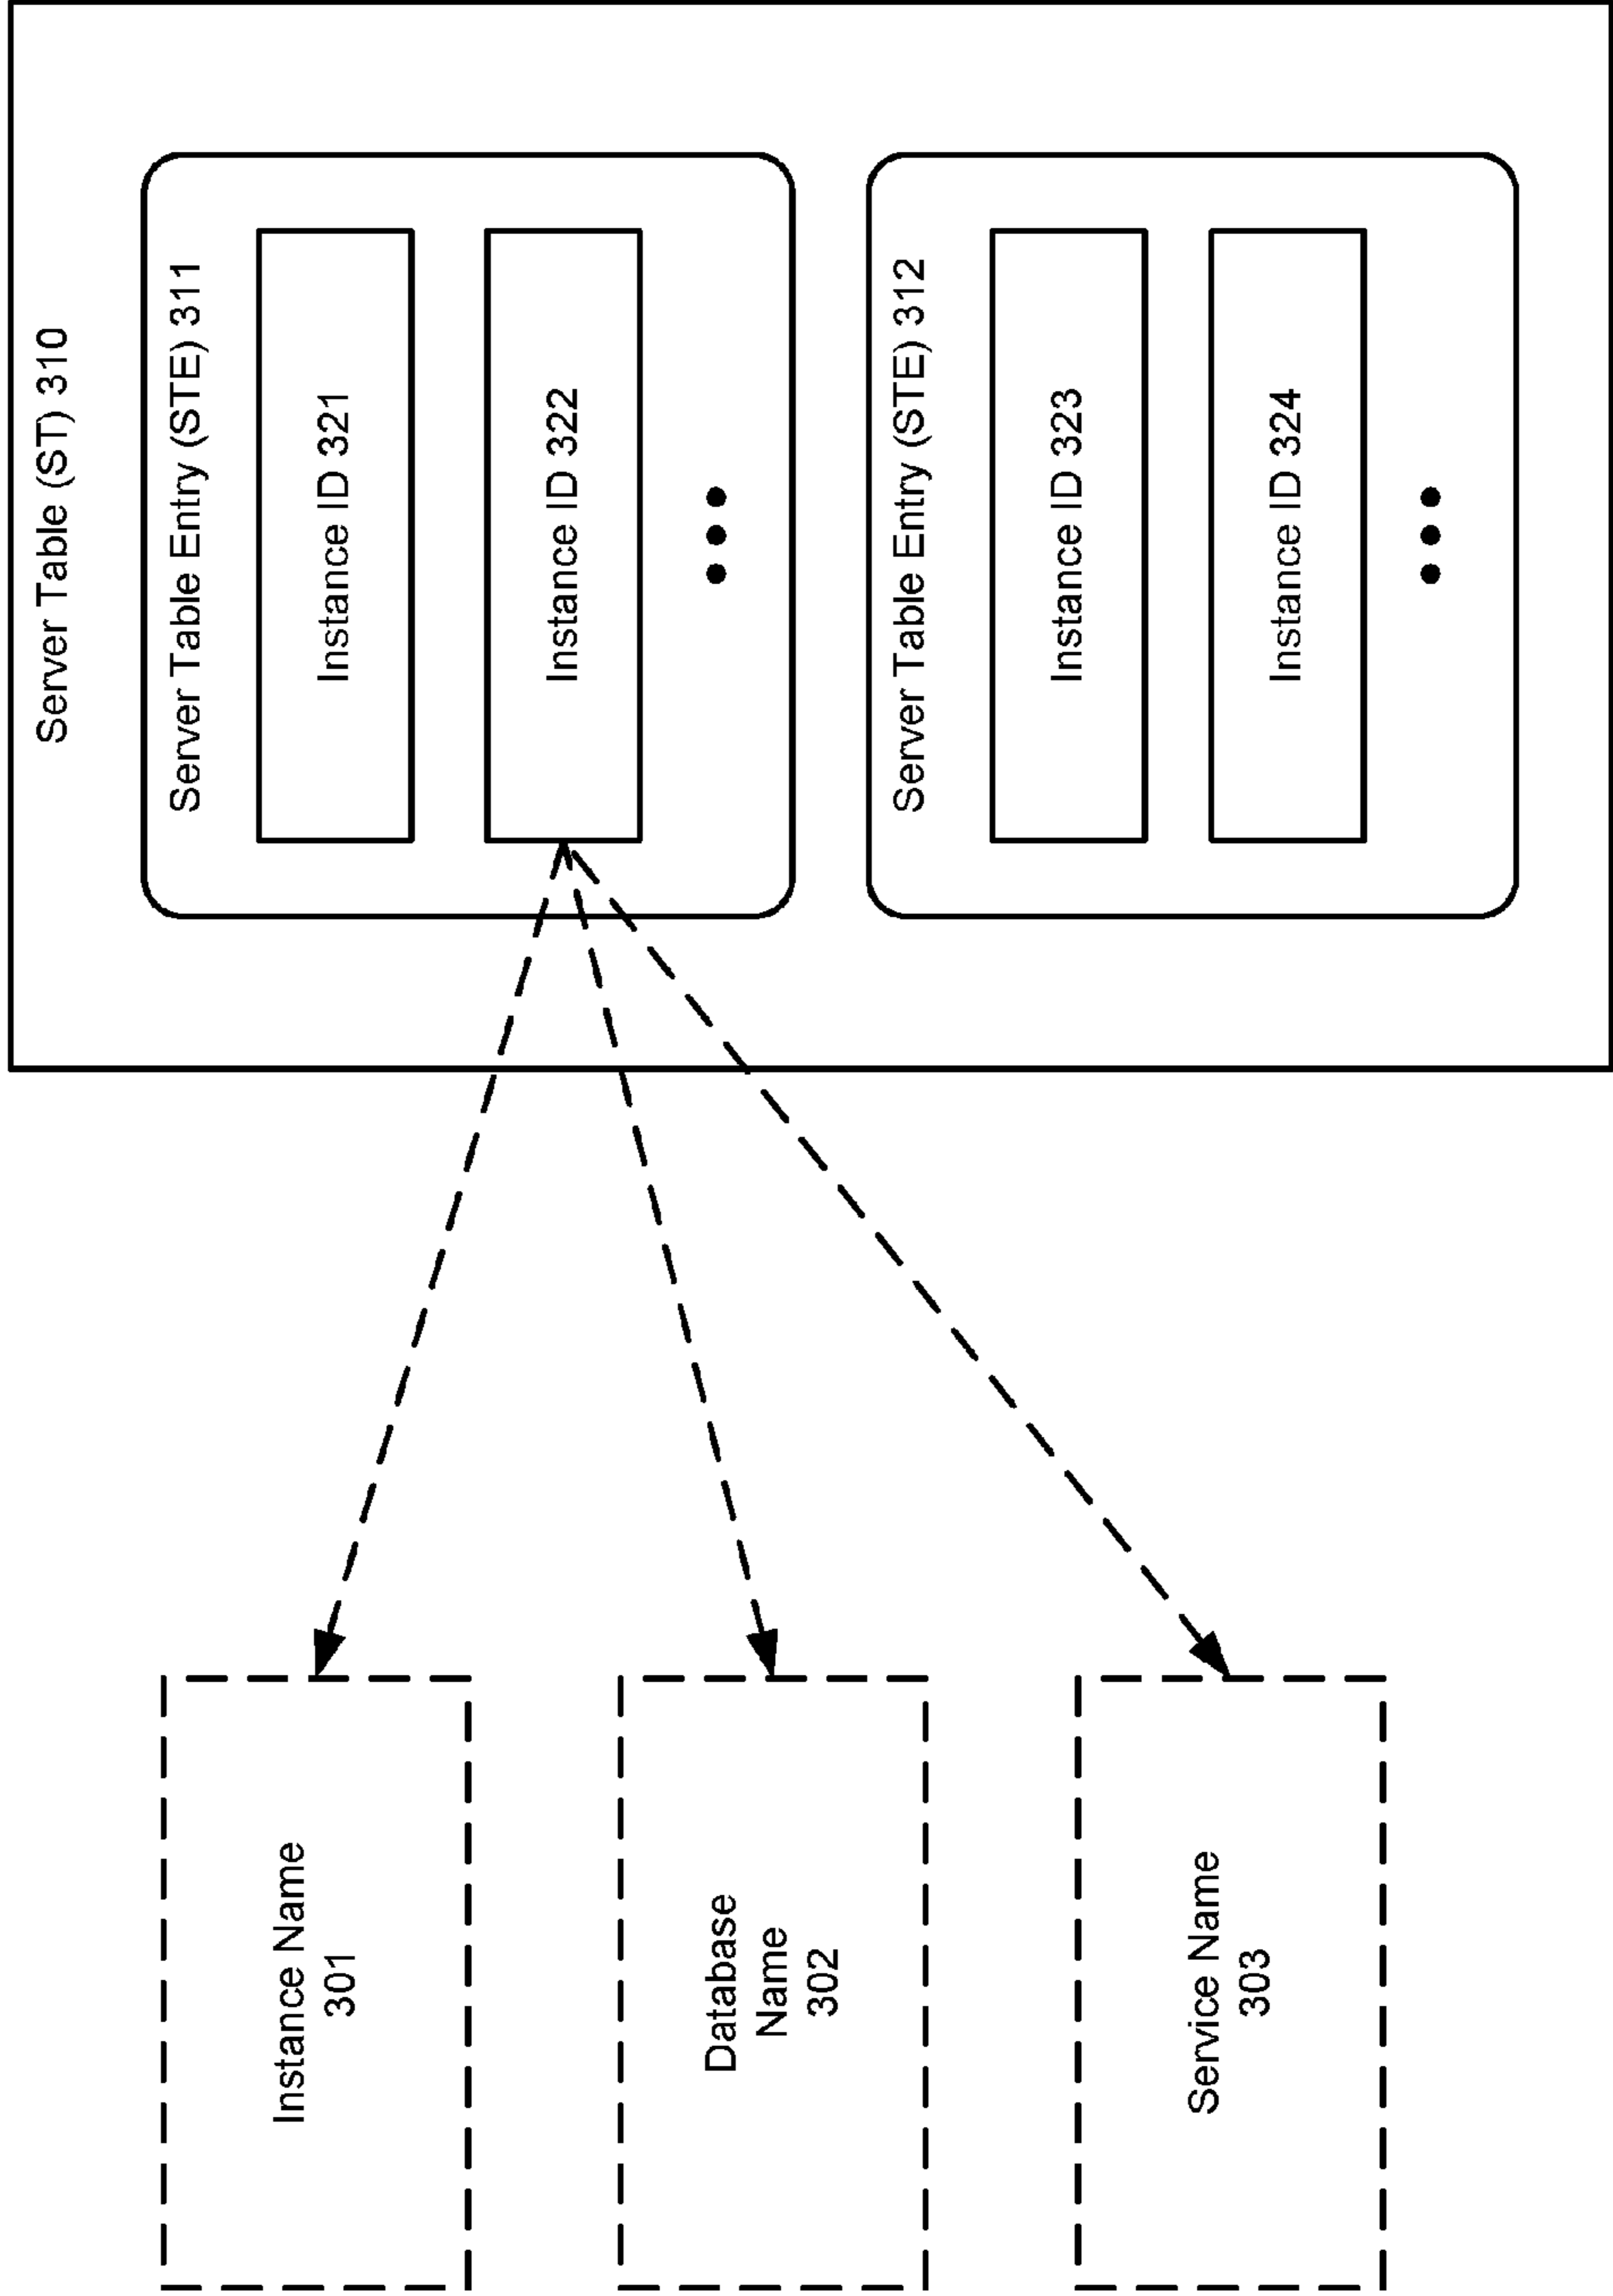 Server Table (ST) 310
Server Table Entry (STE) 311
Instance ID 321
Instance ID 322
Server Table Entry (STE) 312
Instance ID 323
Instance ID 324
Instance Name
301
Database
Name
302
Service Name
303